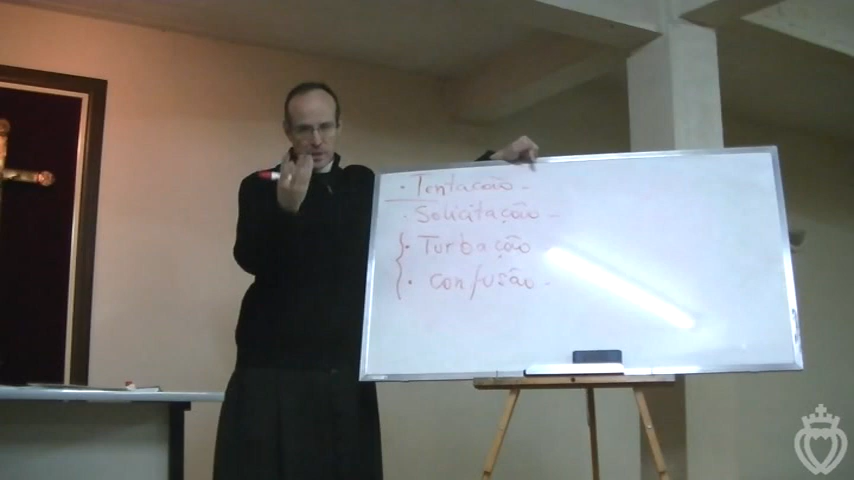 · Tentação -
· Solicitação -
· Turbação
· Confusão -